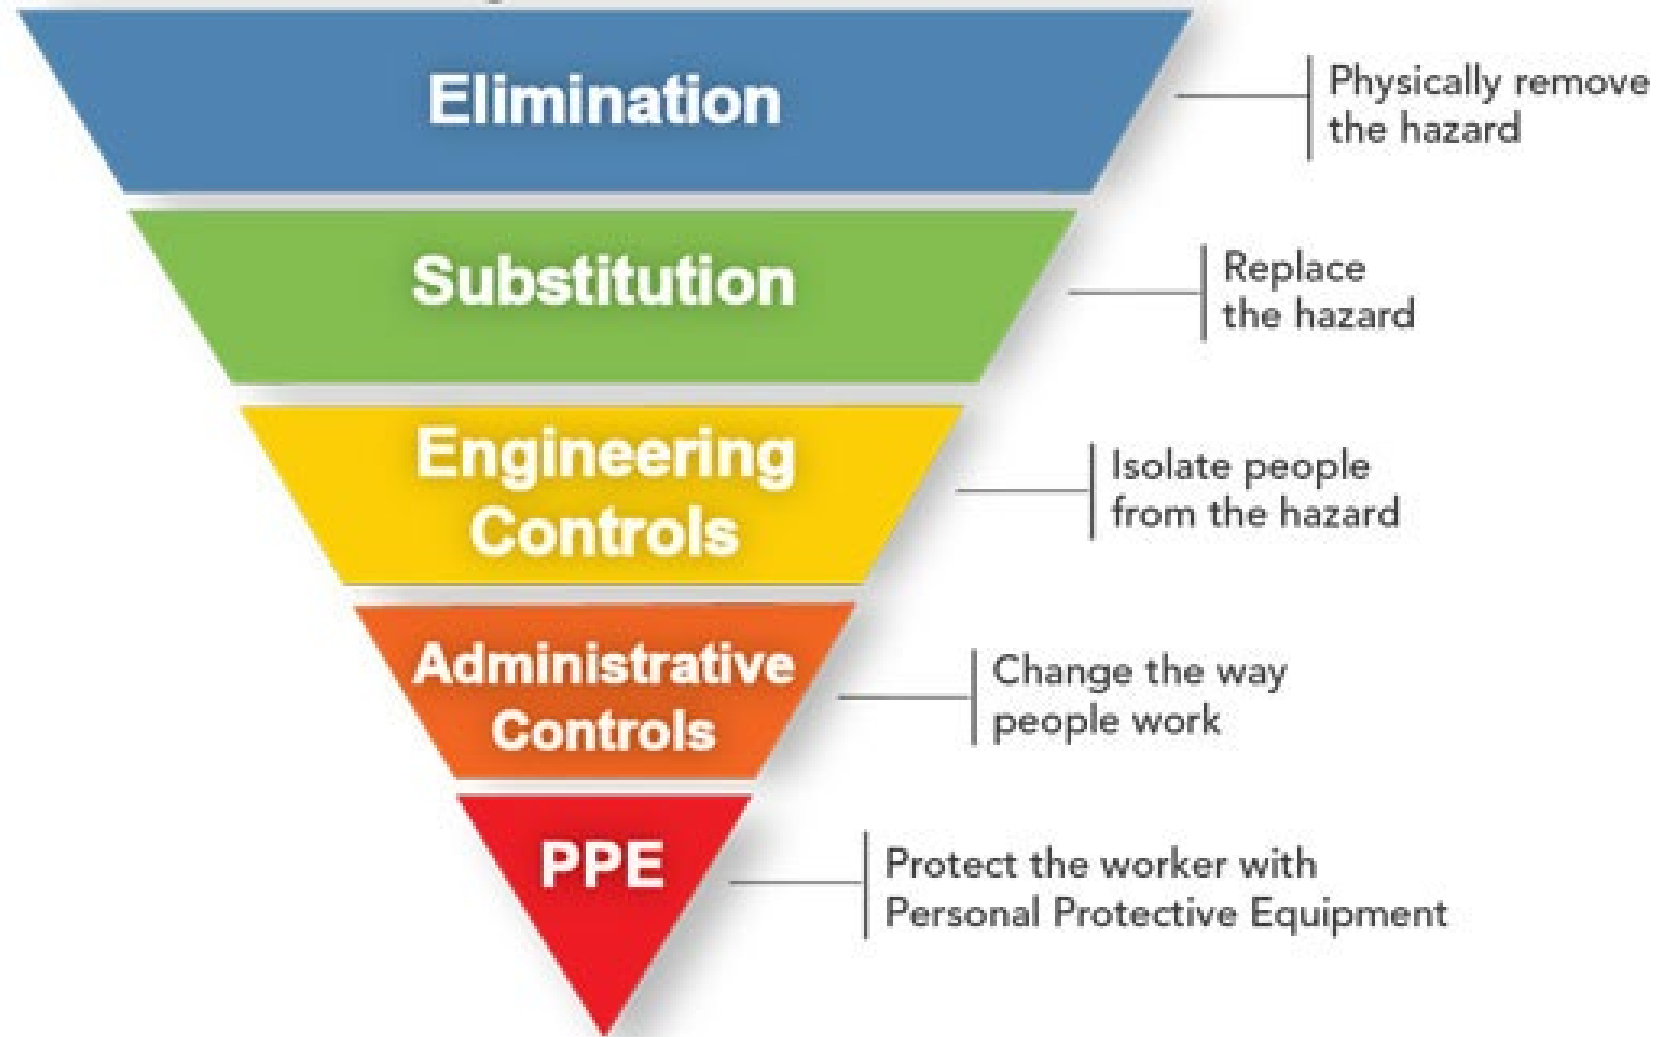 Elimination
Physically remove
the hazard
Substitution
Replace
the hazard
Engineering
Controls
Isolate people
from the hazard
Administrative
Controls
Change the way
people work
PPE
Protect the worker with
Personal Protective Equipment